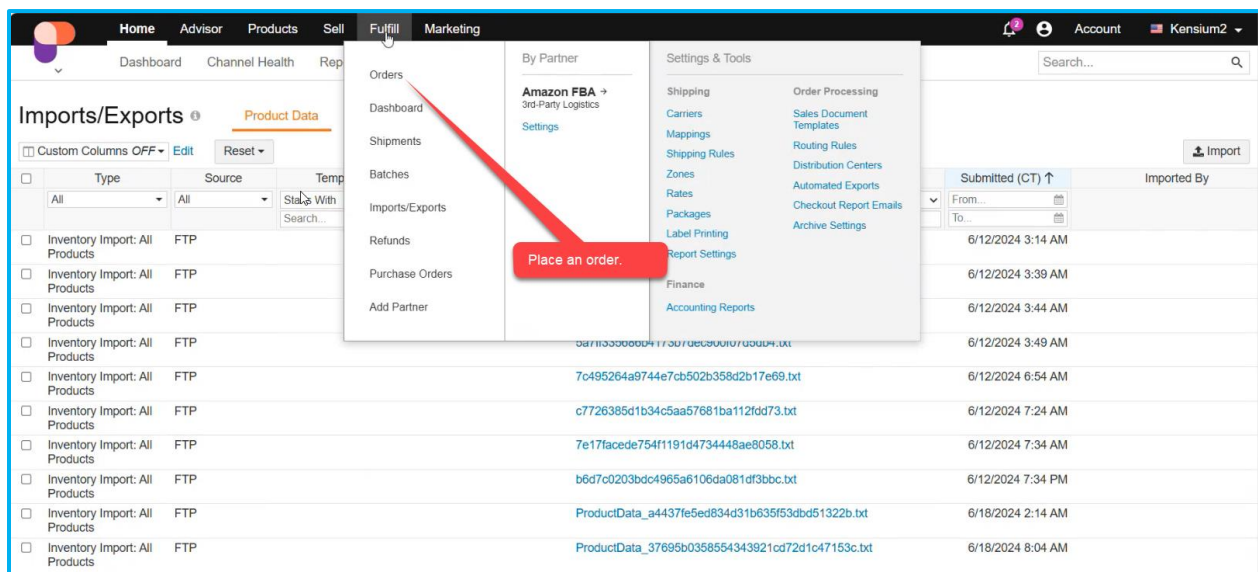 Home Advisor Products Sell Fulfill Marketing 2 Account Kensium2
Dashboard Channel Health Rep Search...
Orders
Dashboard
Shipments
Batches
Imports/Exports
Refunds
Purchase Orders
Add Partner
By Partner
Amazon FBA →
3rd-Party Logistics
Settings
Settings & Tools
Shipping
Carriers
Mappings
Shipping Rules
Zones
Rates
Packages
Label Printing
Report Settings
Finance
Accounting Reports
Order Processing
Sales Document
Templates
Routing Rules
Distribution Centers
Automated Exports
Checkout Report Emails
Archive Settings
Place an order.
Imports/Exports Product Data
Custom Columns OFF Edit Reset Import
Type Source Temp Submitted (CT) ↑ Imported By
All All With From...
Search... To...
Inventory Import: All Products FTP 6/12/2024 3:14 AM
Inventory Import: All Products FTP 6/12/2024 3:39 AM
Inventory Import: All Products FTP 6/12/2024 3:44 AM
Inventory Import: All Products FTP 6/12/2024 3:49 AM
Inventory Import: All Products FTP 7c495264a9744e7cb502b358d2b17e69.txt 6/12/2024 6:54 AM
Inventory Import: All Products FTP c7726385d1b34c5aa57681ba112fdd73.txt 6/12/2024 7:24 AM
Inventory Import: All Products FTP 7e17facede754f1191d4734448ae8058.txt 6/12/2024 7:34 AM
Inventory Import: All Products FTP b6d7c0203bdc4965a6106da081df3bbc.txt 6/12/2024 7:34 PM
Inventory Import: All Products FTP ProductData_a4437fe5ed834d31b635f53dbd51322b.txt 6/18/2024 2:14 AM
Inventory Import: All Products FTP ProductData_37695b0358554343921cd72d1c47153c.txt 6/18/2024 8:04 AM